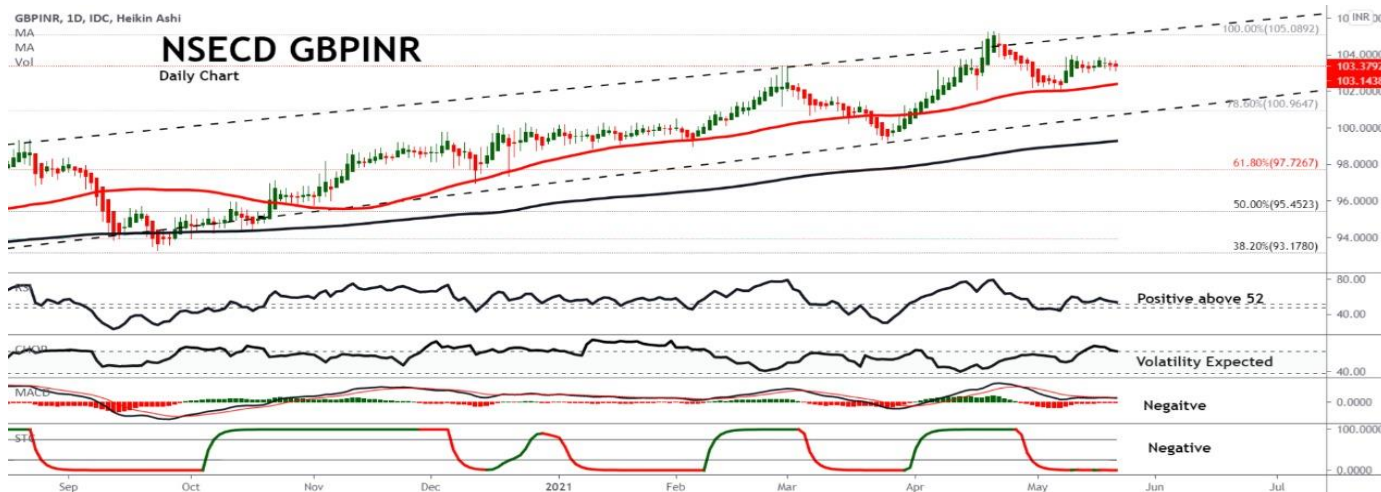 GBPINR, 1D, IDC, Heikin Ashi
MA
MA
Vol
NSECD GBPINR
Daily Chart
INR
100.00%(105.0892)
104.0000
103.3792
103.1438
102.0000
78.60%(100.9647)
100.0000
98.0000
61.80%(97.7267)
96.0000
50.00%(95.4523)
94.0000
38.20%(93.1780)
RSI
80.00
Positive above 52
40.00
CHOP
Volatility Expected
40.00
MACD
Negaitve
0.0000
STC
100.0000
Negative
0.0000
Sep Oct Nov Dec 2021 Feb Mar Apr May Jun Jul